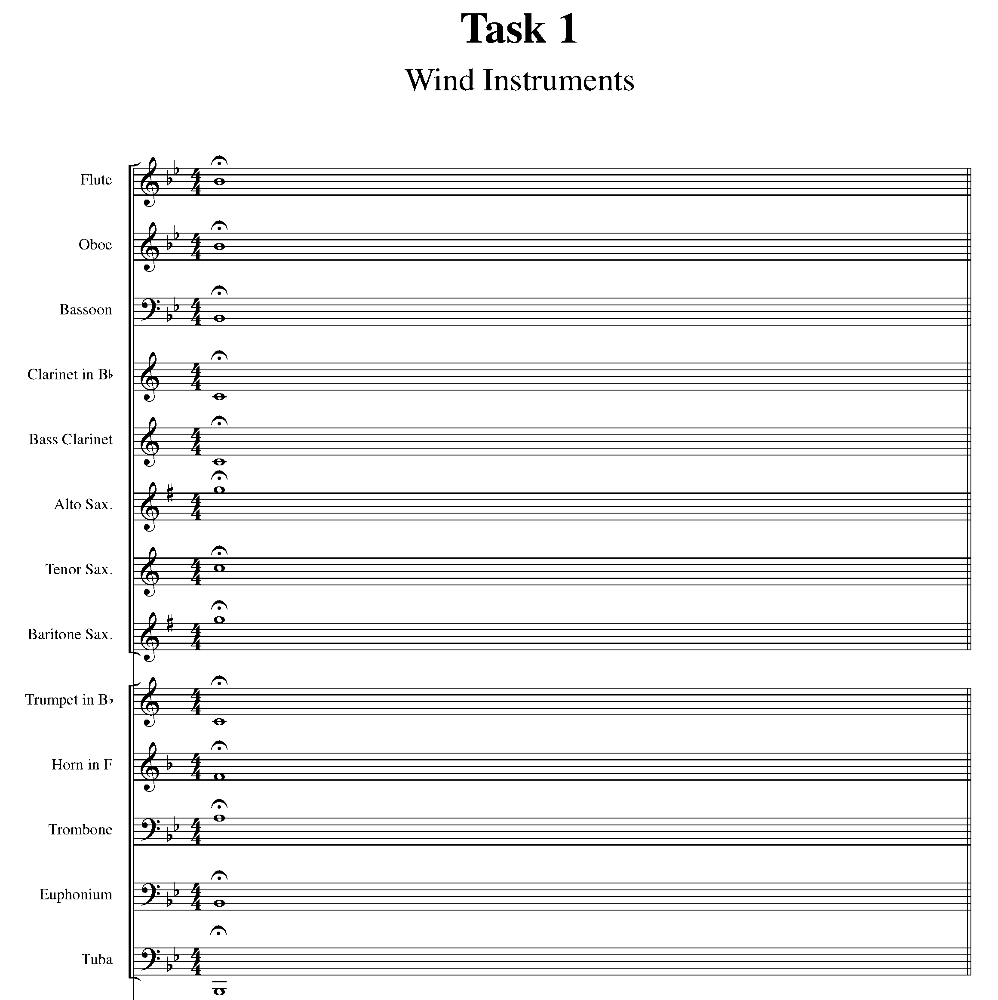 Task 1
Wind Instruments
Flute
Oboe
Bassoon
Clarinet in B♭
Bass Clarinet
Alto Sax.
Tenor Sax.
Baritone Sax.
Trumpet in B♭
Horn in F
Trombone
Euphonium
Tuba